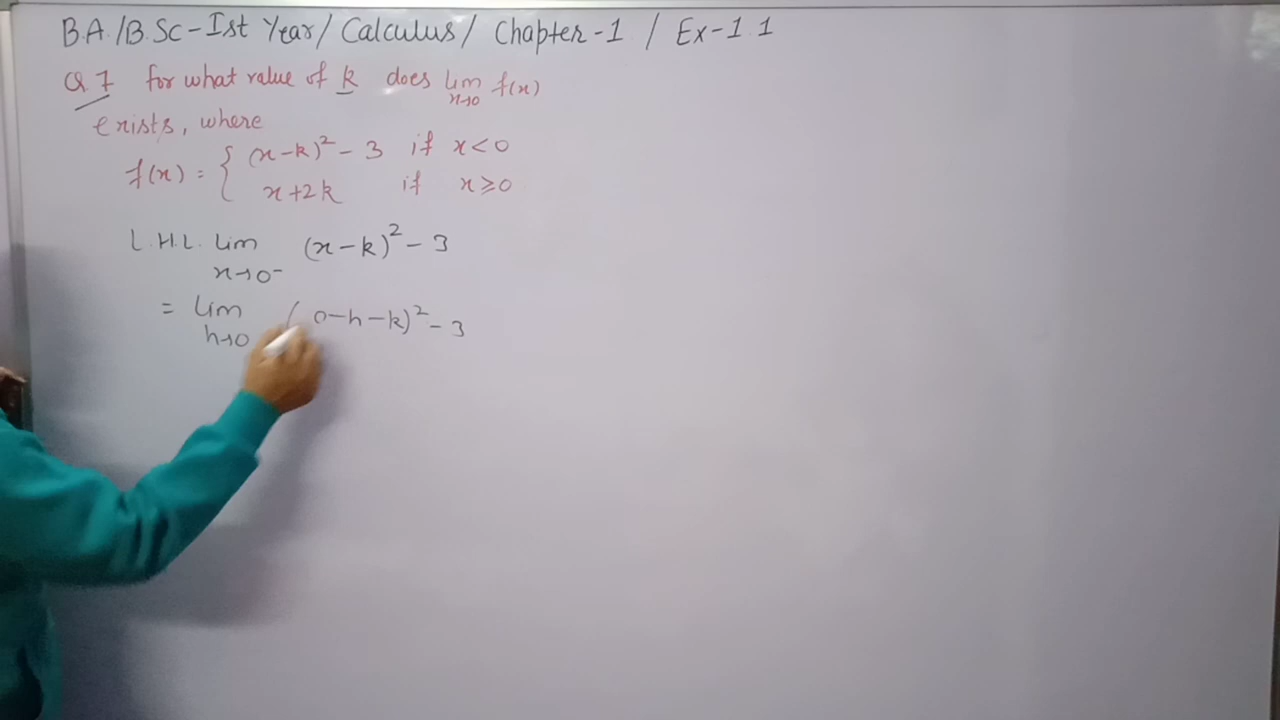 B.A./B.Sc-Ist Year/ Calculus/ Chapter-1 / Ex-1.1
Q.7 for what value of k does lim x→0 f(x)
exists, where
f(x) = { (x-k)² - 3 if x < 0
x+2k if x ≥ 0
L.H.L. lim x→0⁻ (x-k)² - 3
= lim h→0 (0-h-k)² - 3